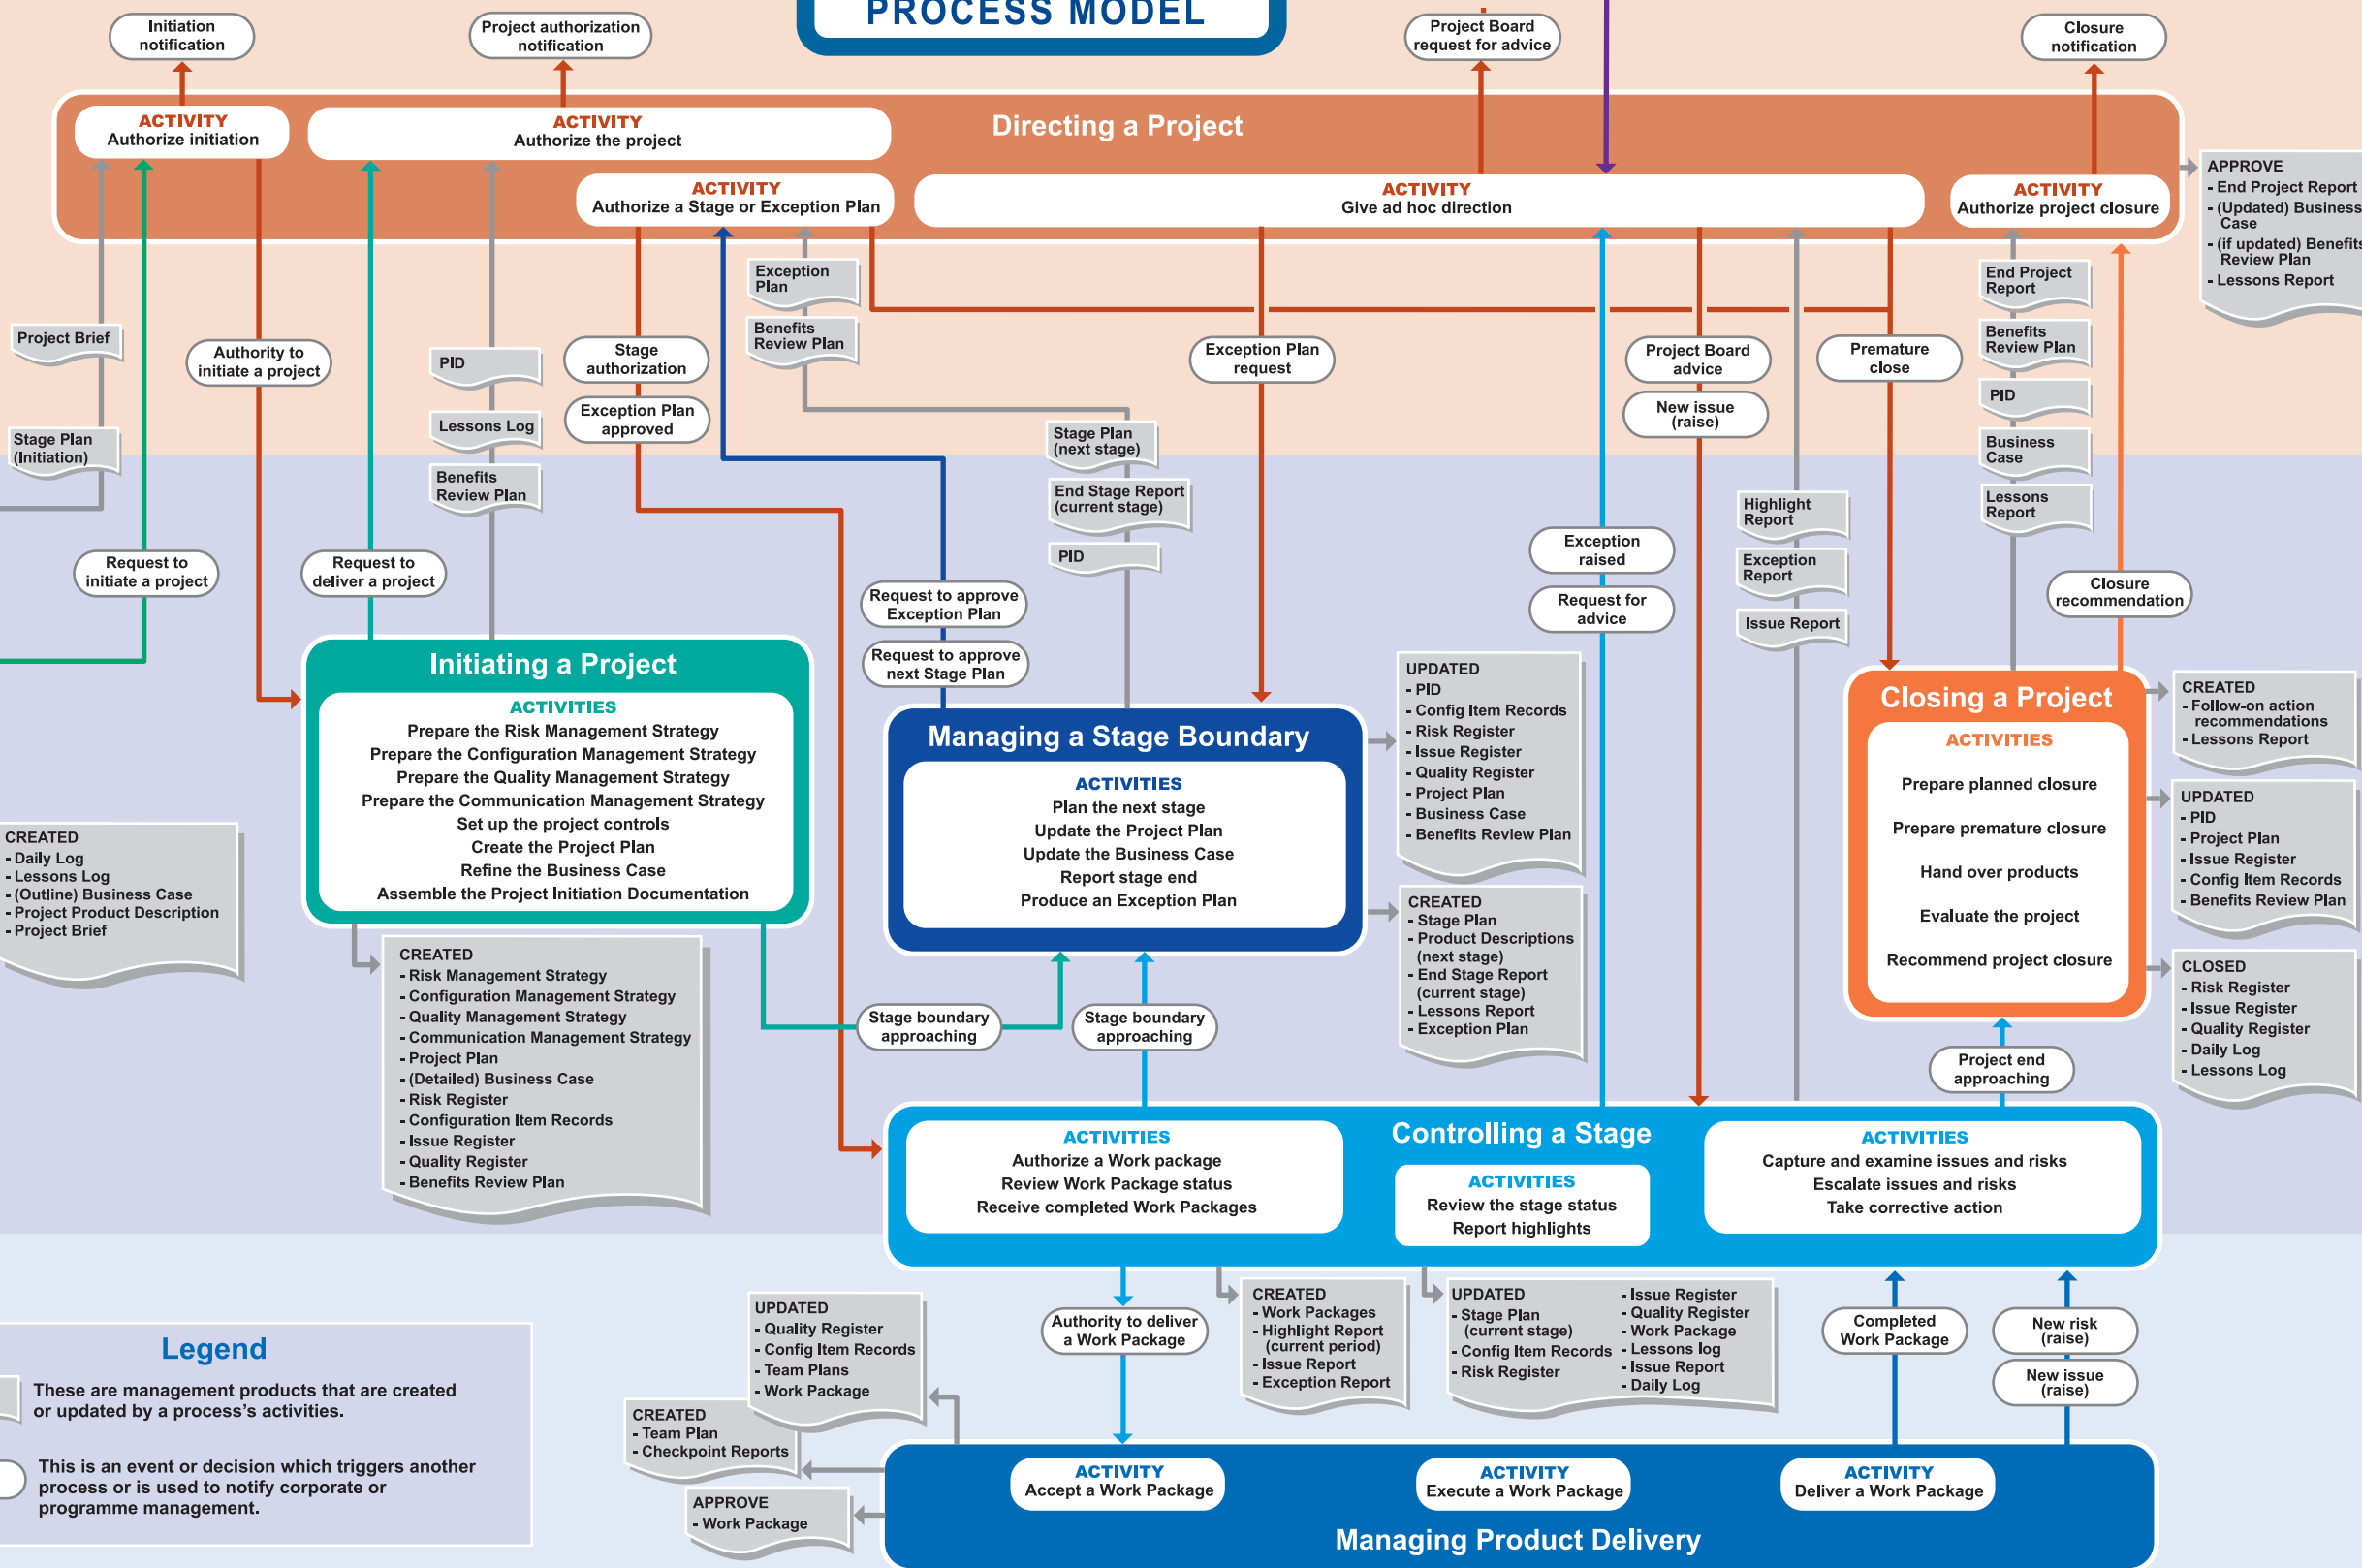 PROCESS MODEL
Initiation
notification
Project authorization
notification
Project Board
request for advice
Closure
notification
Directing a Project
ACTIVITY
Authorize initiation
ACTIVITY
Authorize the project
ACTIVITY
Authorize a Stage or Exception Plan
ACTIVITY
Give ad hoc direction
ACTIVITY
Authorize project closure
APPROVE
- End Project Report
- (Updated) Business
Case
- (if updated) Benefits
Review Plan
- Lessons Report
Project Brief
Stage Plan
(Initiation)
Authority to
initiate a project
Request to
initiate a project
Request to
deliver a project
PID
Lessons Log
Benefits
Review Plan
Stage
authorization
Exception Plan
approved
Exception
Plan
Benefits
Review Plan
Stage Plan
(next stage)
End Stage Report
(current stage)
PID
Request to approve
Exception Plan
Request to approve
next Stage Plan
Exception Plan
request
Exception
raised
Request for
advice
Project Board
advice
New issue
(raise)
Highlight
Report
Exception
Report
Issue Report
Premature
close
End Project
Report
Benefits
Review Plan
PID
Business
Case
Lessons
Report
Closure
recommendation
Initiating a Project
ACTIVITIES
Prepare the Risk Management Strategy
Prepare the Configuration Management Strategy
Prepare the Quality Management Strategy
Prepare the Communication Management Strategy
Set up the project controls
Create the Project Plan
Refine the Business Case
Assemble the Project Initiation Documentation
CREATED
- Daily Log
- Lessons Log
- (Outline) Business Case
- Project Product Description
- Project Brief
CREATED
- Risk Management Strategy
- Configuration Management Strategy
- Quality Management Strategy
- Communication Management Strategy
- Project Plan
- (Detailed) Business Case
- Risk Register
- Configuration Item Records
- Issue Register
- Quality Register
- Benefits Review Plan
Managing a Stage Boundary
ACTIVITIES
Plan the next stage
Update the Project Plan
Update the Business Case
Report stage end
Produce an Exception Plan
UPDATED
- PID
- Config Item Records
- Risk Register
- Issue Register
- Quality Register
- Project Plan
- Business Case
- Benefits Review Plan
CREATED
- Stage Plan
- Product Descriptions
(next stage)
- End Stage Report
(current stage)
- Lessons Report
- Exception Plan
Stage boundary
approaching
Stage boundary
approaching
Closing a Project
ACTIVITIES
Prepare planned closure
Prepare premature closure
Hand over products
Evaluate the project
Recommend project closure
CREATED
- Follow-on action
recommendations
- Lessons Report
UPDATED
- PID
- Project Plan
- Issue Register
- Config Item Records
- Benefits Review Plan
CLOSED
- Risk Register
- Issue Register
- Quality Register
- Daily Log
- Lessons Log
Project end
approaching
Controlling a Stage
ACTIVITIES
Authorize a Work package
Review Work Package status
Receive completed Work Packages
ACTIVITIES
Review the stage status
Report highlights
ACTIVITIES
Capture and examine issues and risks
Escalate issues and risks
Take corrective action
Authority to deliver
a Work Package
CREATED
- Work Packages
- Highlight Report
(current period)
- Issue Report
- Exception Report
UPDATED
- Stage Plan
(current stage)
- Config Item Records
- Risk Register
- Issue Register
- Quality Register
- Work Package
- Lessons log
- Issue Report
- Daily Log
Completed
Work Package
New risk
(raise)
New issue
(raise)
UPDATED
- Quality Register
- Config Item Records
- Team Plans
- Work Package
CREATED
- Team Plan
- Checkpoint Reports
APPROVE
- Work Package
ACTIVITY
Accept a Work Package
ACTIVITY
Execute a Work Package
ACTIVITY
Deliver a Work Package
Managing Product Delivery
Legend
These are management products that are created
or updated by a process's activities.
This is an event or decision which triggers another
process or is used to notify corporate or
programme management.